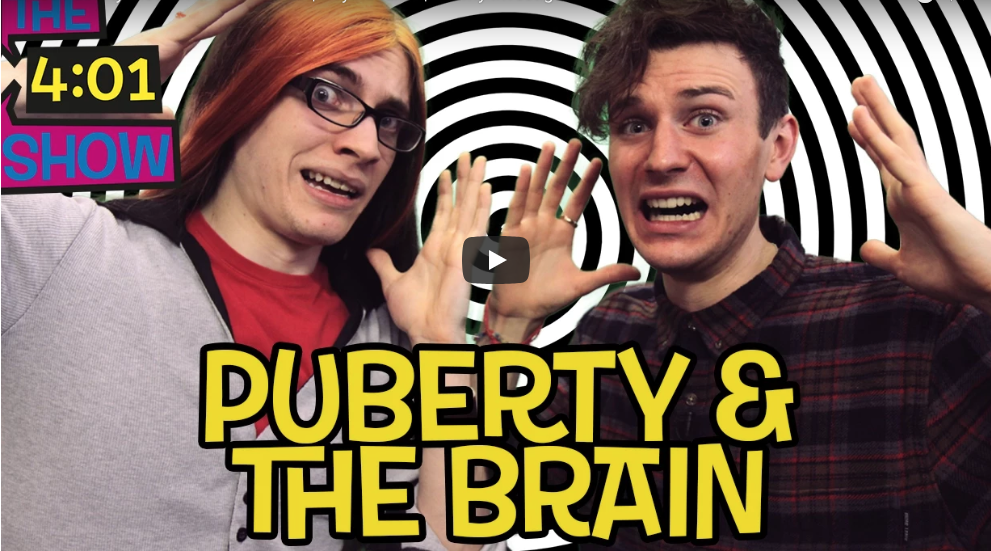 THE
4:01
SHOW
PUBERTY &
THE BRAIN